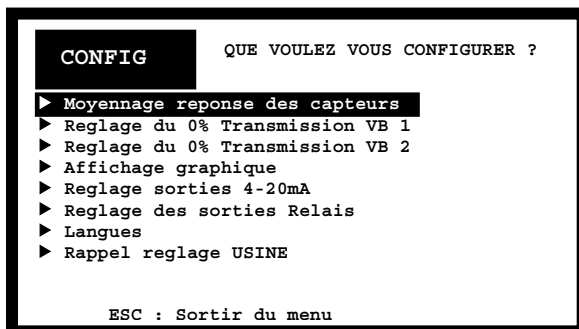 CONFIG
QUE VOULEZ VOUS CONFIGURER ?
Moyennage reponse des capteurs
Reglage du 0% Transmission VB 1
Reglage du 0% Transmission VB 2
Affichage graphique
Reglage sorties 4-20mA
Reglage des sorties Relais
Langues
Rappel reglage USINE
ESC : Sortir du menu